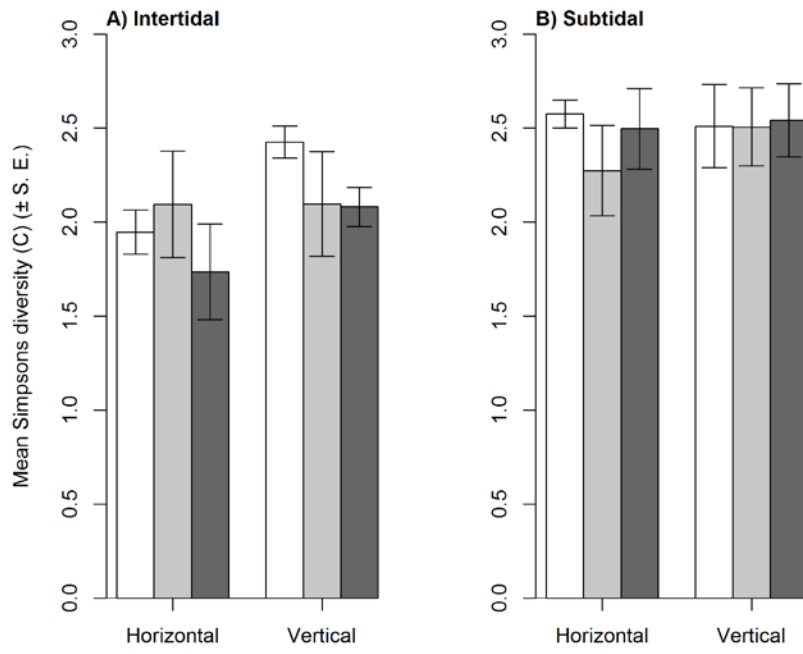 A) Intertidal
B) Subtidal
Mean Simpsons diversity (C) (± S. E.)
3.0
2.5
2.0
1.5
1.0
0.5
0.0
Horizontal
Vertical
3.0
2.5
2.0
1.5
1.0
0.5
0.0
Horizontal
Vertical